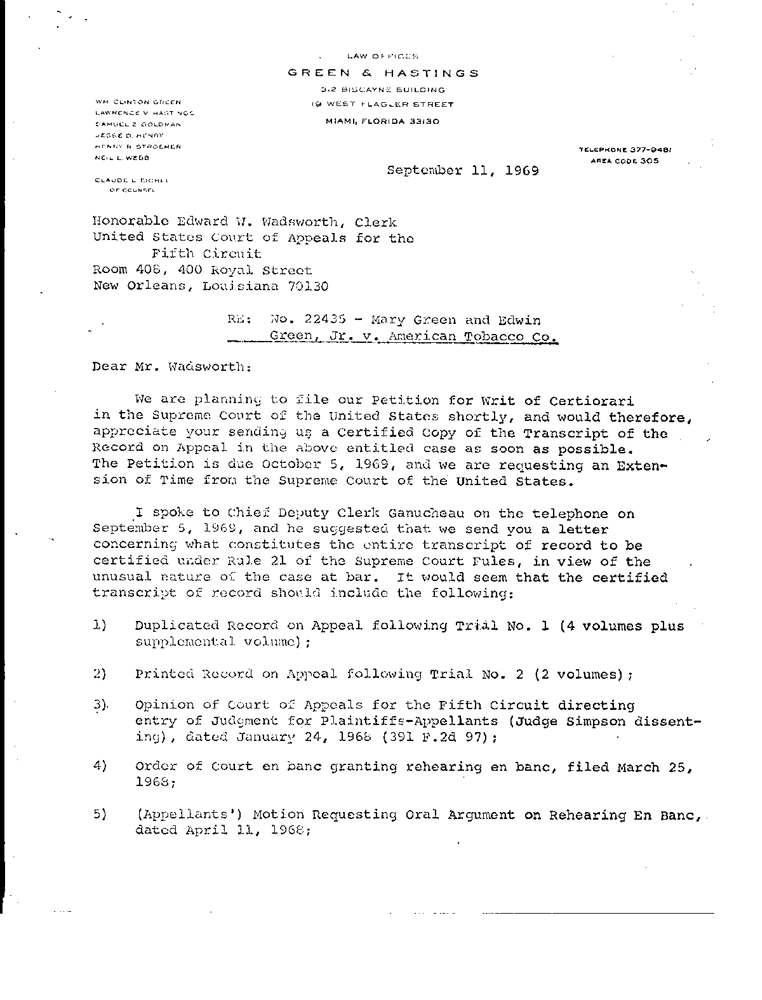 LAW OFFICES
GREEN & HASTINGS
312 BISCAYNE BUILDING
19 WEST FLAGLER STREET
MIAMI, FLORIDA 33130
WM CLINTON GREEN
LAWRENCE V HASTINGS
SAMUEL Z GOLDMAN
JESSE D. HENRY
HENRY N STROEMER
NEIL L. WEBB
CLAUDE L.
OF COUNSEL
TELEPHONE 377-0481
AREA CODE 305
September 11, 1969
Honorable Edward W. Wadsworth, Clerk
United States Court of Appeals for the
Fifth Circuit
Room 408, 400 Royal Street
New Orleans, Louisiana 70130
RE: No. 22435 - Mary Green and Edwin
Green, Jr. v. American Tobacco Co.
Dear Mr. Wadsworth:
We are planning to file our Petition for Writ of Certiorari
in the Supreme Court of the United States shortly, and would therefore,
appreciate your sending us a Certified Copy of the Transcript of the
Record on Appeal in the above entitled case as soon as possible.
The Petition is due October 5, 1969, and we are requesting an Exten-
sion of Time from the Supreme Court of the United States.
I spoke to Chief Deputy Clerk Ganucheau on the telephone on
September 5, 1969, and he suggested that we send you a letter
concerning what constitutes the entire transcript of record to be
certified under Rule 21 of the Supreme Court Rules, in view of the
unusual nature of the case at bar. It would seem that the certified
transcript of record should include the following:
1) Duplicated Record on Appeal following Trial No. 1 (4 volumes plus
supplemental volume);
2) Printed Record on Appeal following Trial No. 2 (2 volumes);
3) Opinion of Court of Appeals for the Fifth Circuit directing
entry of Judgment for Plaintiffs-Appellants (Judge Simpson dissent-
ing), dated January 24, 1968 (391 F.2d 97);
4) Order of Court en banc granting rehearing en banc, filed March 25,
1968;
5) (Appellants') Motion Requesting Oral Argument on Rehearing En Banc,
dated April 11, 1968;